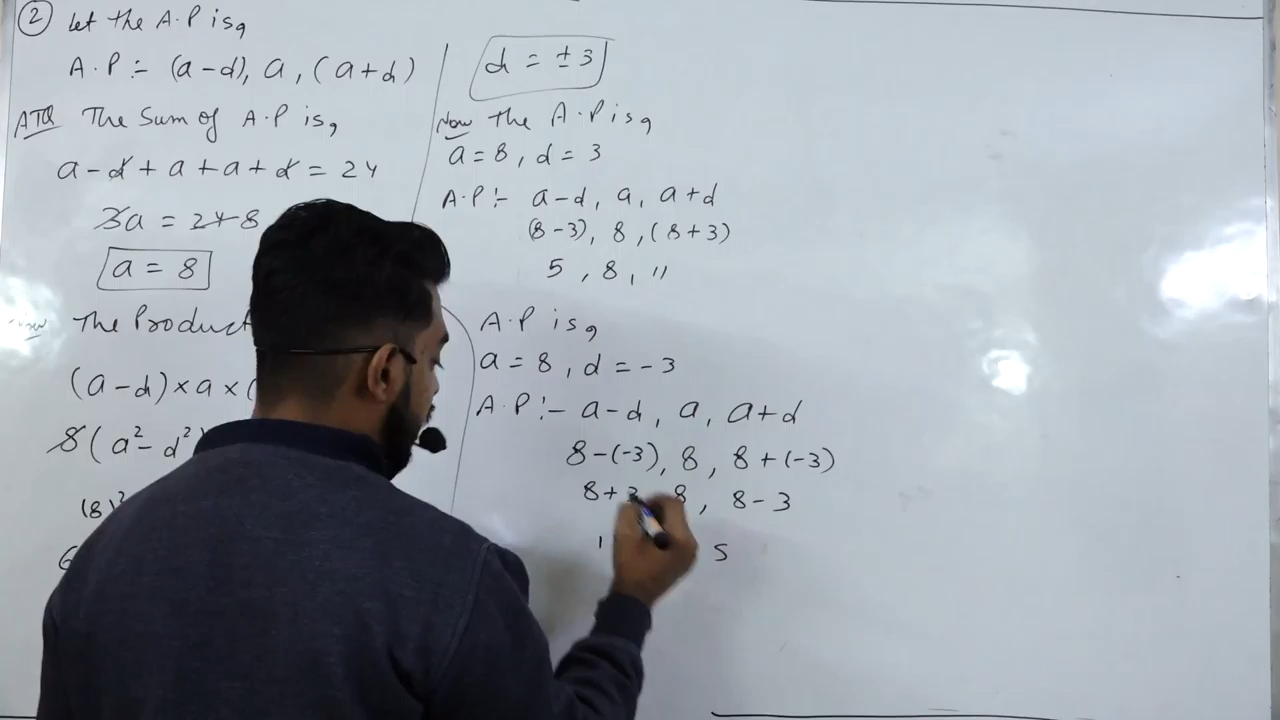 ② Let the A.P is,
A.P :- (a-d), a, (a+d)
ATQ The Sum of A.P is,
a-d + a + a + d = 24
3a = 24 8
a = 8
The Product
(a-d) × a × (
8(a² - d²
(8)²
6
d = ±3
Now the A.P is,
a = 8, d = 3
A.P :- a-d, a, a+d
(8-3), 8, (8+3)
5, 8, 11
A.P is,
a = 8, d = -3
A.P :- a-d, a, a+d
8-(-3), 8, 8+(-3)
8+3 8, 8-3
1 5